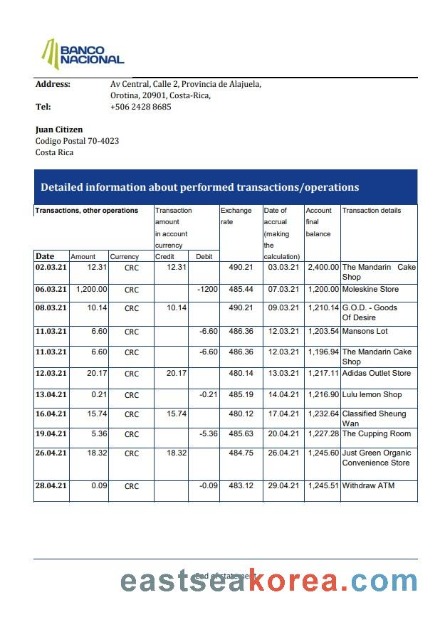 BANCO
NACIONAL
Address: Av Central, Calle 2, Provincia de Alajuela,
Orotina, 20901, Costa-Rica,
Tel: +506 2428 8685
Juan Citizen
Codigo Postal 70-4023
Costa Rica
Detailed information about performed transactions/operations
Transactions, other operations Transaction amount in account currency Exchange rate Date of accrual (making the calculation) Account final balance Transaction details
Date Amount Currency Credit Debit
02.03.21 12.31 CRC 12.31 490.21 03.03.21 2,400.00 The Mandarin Cake
Shop
06.03.21 1,200.00 CRC -1200 485.44 07.03.21 1,200.00 Moleskine Store
08.03.21 10.14 CRC 10.14 490.21 09.03.21 1,210.14 G.O.D. - Goods
Of Desire
11.03.21 6.60 CRC -6.60 486.36 12.03.21 1,203.54 Mansons Lot
11.03.21 6.60 CRC -6.60 486.36 12.03.21 1,196.94 The Mandarin Cake
Shop
12.03.21 20.17 CRC 20.17 480.14 13.03.21 1,217.11 Adidas Outlet Store
13.04.21 0.21 CRC -0.21 485.19 14.04.21 1,216.90 Lulu lemon Shop
16.04.21 15.74 CRC 15.74 480.12 17.04.21 1,232.64 Classified Sheung
Wan
19.04.21 5.36 CRC -5.36 485.63 20.04.21 1,227.28 The Cupping Room
26.04.21 18.32 CRC 18.32 484.75 26.04.21 1,245.60 Just Green Organic
Convenience Store
28.04.21 0.09 CRC -0.09 483.12 29.04.21 1,245.51 Withdraw ATM
eastseakorea.com